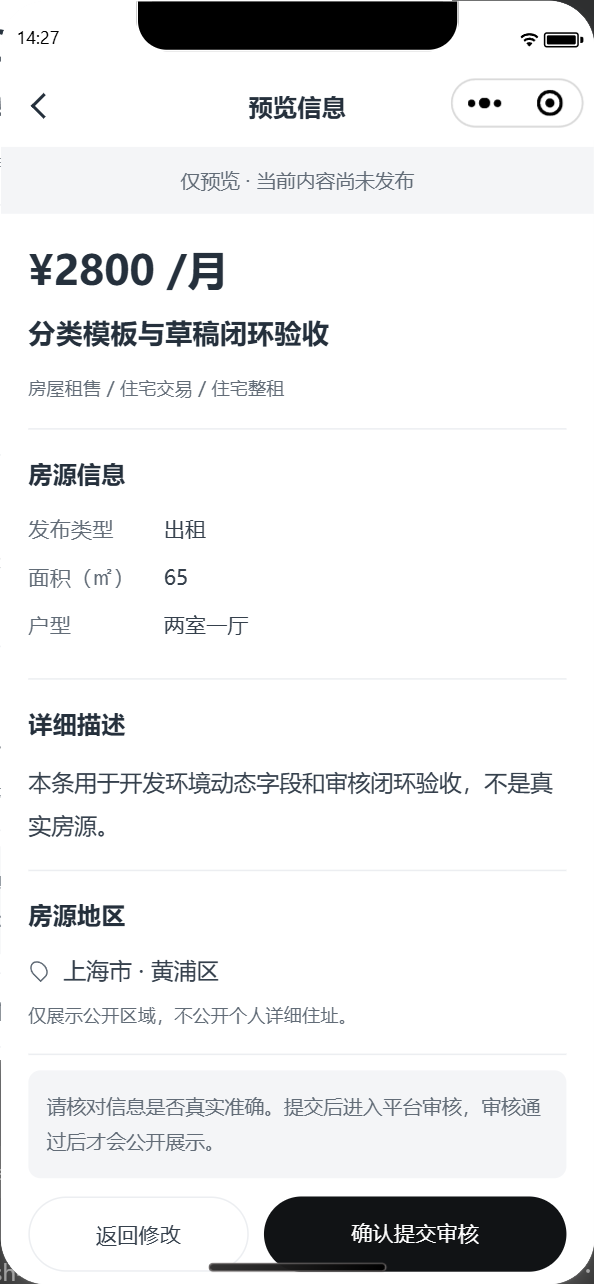 14:27
预览信息
仅预览 · 当前内容尚未发布
¥2800 /月
分类模板与草稿闭环验收
房屋租售 / 住宅交易 / 住宅整租
房源信息
发布类型 出租
面积（㎡） 65
户型 两室一厅
详细描述
本条用于开发环境动态字段和审核闭环验收，不是真
实房源。
房源地区
上海市 · 黄浦区
仅展示公开区域，不公开个人详细住址。
请核对信息是否真实准确。提交后进入平台审核，审核通
过后才会公开展示。
返回修改
确认提交审核